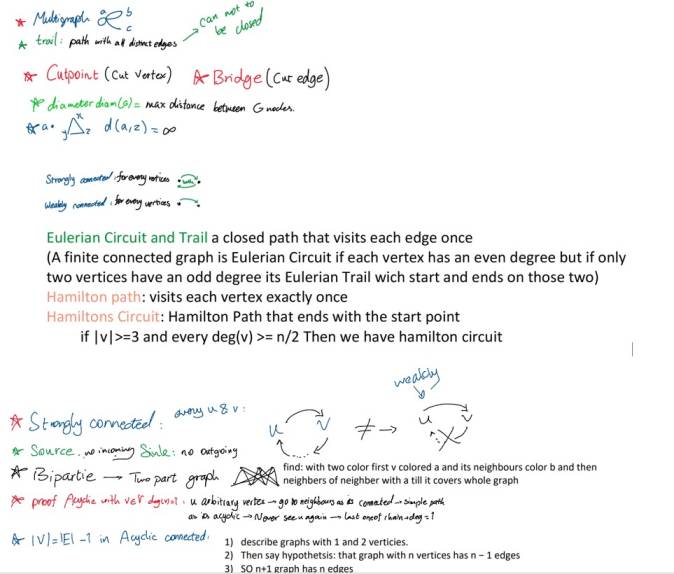 * Multigraph a b c
can not to be closed
* trail: path with all distinct edges
* Cutpoint (Cut Vertex) * Bridge (Cut edge)
* diameter diam(G) = max distance between G nodes.
* a. y x z d(a,z) = ∞
Strongly connected: for every vertices
Weakly connected: for every vertices
Eulerian Circuit and Trail a closed path that visits each edge once
(A finite connected graph is Eulerian Circuit if each vertex has an even degree but if only
two vertices have an odd degree its Eulerian Trail wich start and ends on those two)
Hamilton path: visits each vertex exactly once
Hamiltons Circuit: Hamilton Path that ends with the start point
if |v|>=3 and every deg(v) >= n/2 Then we have hamilton circuit
weakly
* Strongly connected: every u & v: u v ≠ → u v
* Source: no incoming Sink: no outgoing
* Bipartie → Two part graph
find: with two color first v colored a and its neighbours color b and then
neighbers of neighber with a till it covers whole graph
* proof Acyclic with v∈V deg(v)=1: u arbitrary vertex → go to neighbours as is connected → simple path
as is acyclic → Never see u again → last one of chain → deg = 1
* |V| = |E| - 1 in Acyclic connected:
1) describe graphs with 1 and 2 verticies.
2) Then say hypothetsis: that graph with n vertices has n – 1 edges
3) SO n+1 graph has n edges